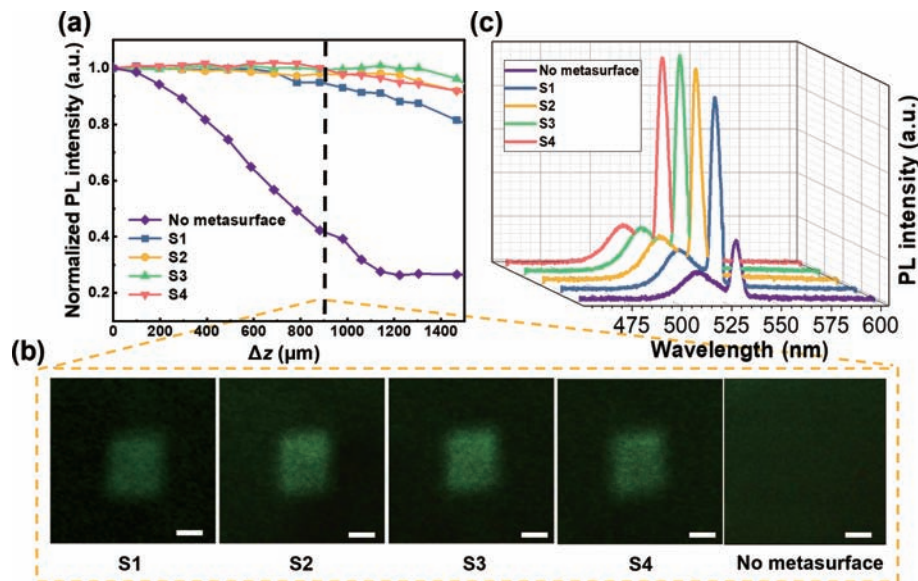 (a)
Normalized PL intensity (a.u.)
1.0
0.8
0.6
0.4
0.2
No metasurface
S1
S2
S3
S4
0 200 400 600 800 1000 1200 1400
Δz (μm)
(c)
No metasurface
S1
S2
S3
S4
PL intensity (a.u.)
475 500 525 550 575 600
Wavelength (nm)
(b)
S1 S2 S3 S4 No metasurface